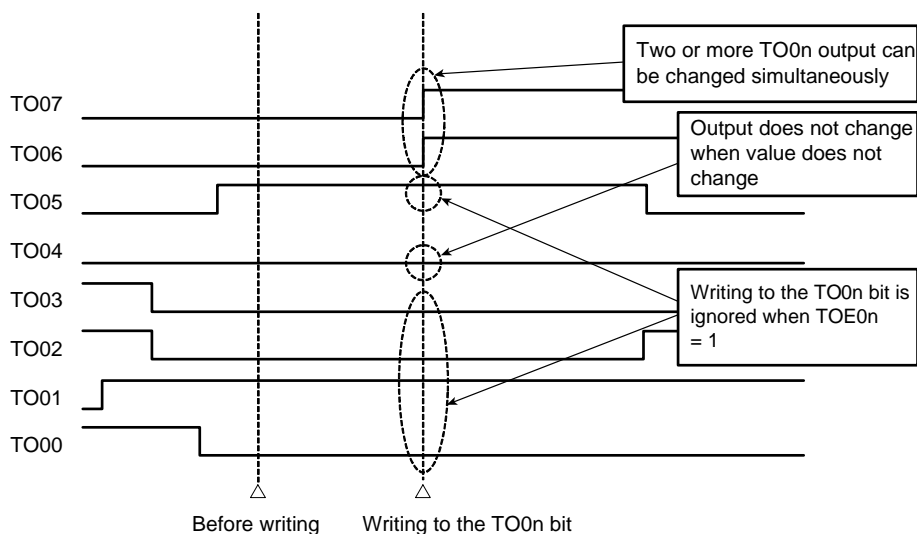 Two or more TO0n output can
be changed simultaneously
TO07
Output does not change
when value does not
change
TO06
TO05
TO04
Writing to the TO0n bit is
ignored when TOE0n
= 1
TO03
TO02
TO01
TO00
Before writing
Writing to the TO0n bit